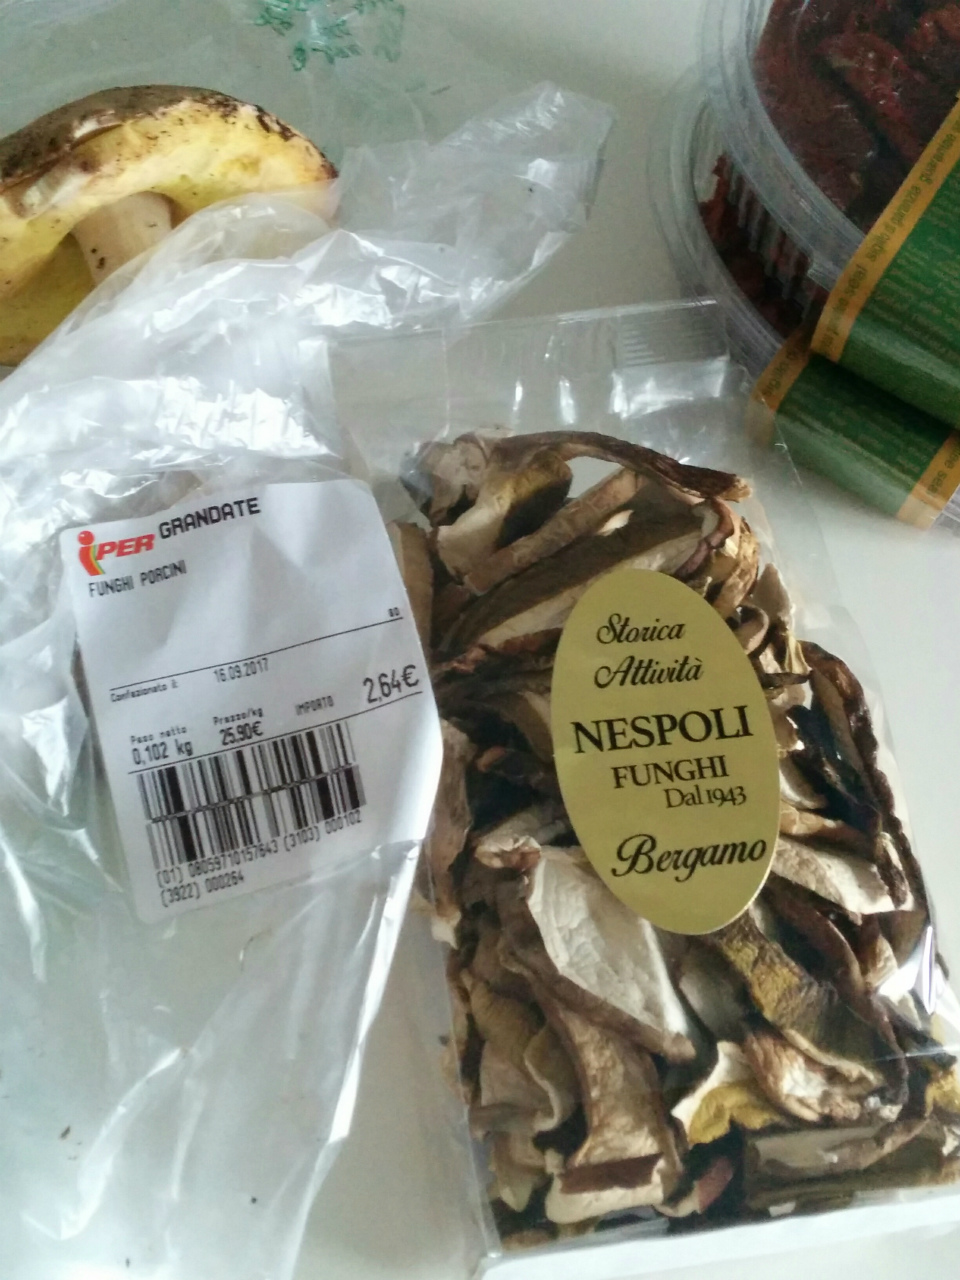 iPER GRANDATE
FUNGHI PORCINI
80
Confezionato il 16.09.2017
Peso netto Prezzo/kg IMPORTO
0,102 kg 25,90€ 2,64€
(01) 08059710157643 (3103) 000102
(3922) 000264
Storica
Attività
NESPOLI
FUNGHI
Dal 1943
Bergamo